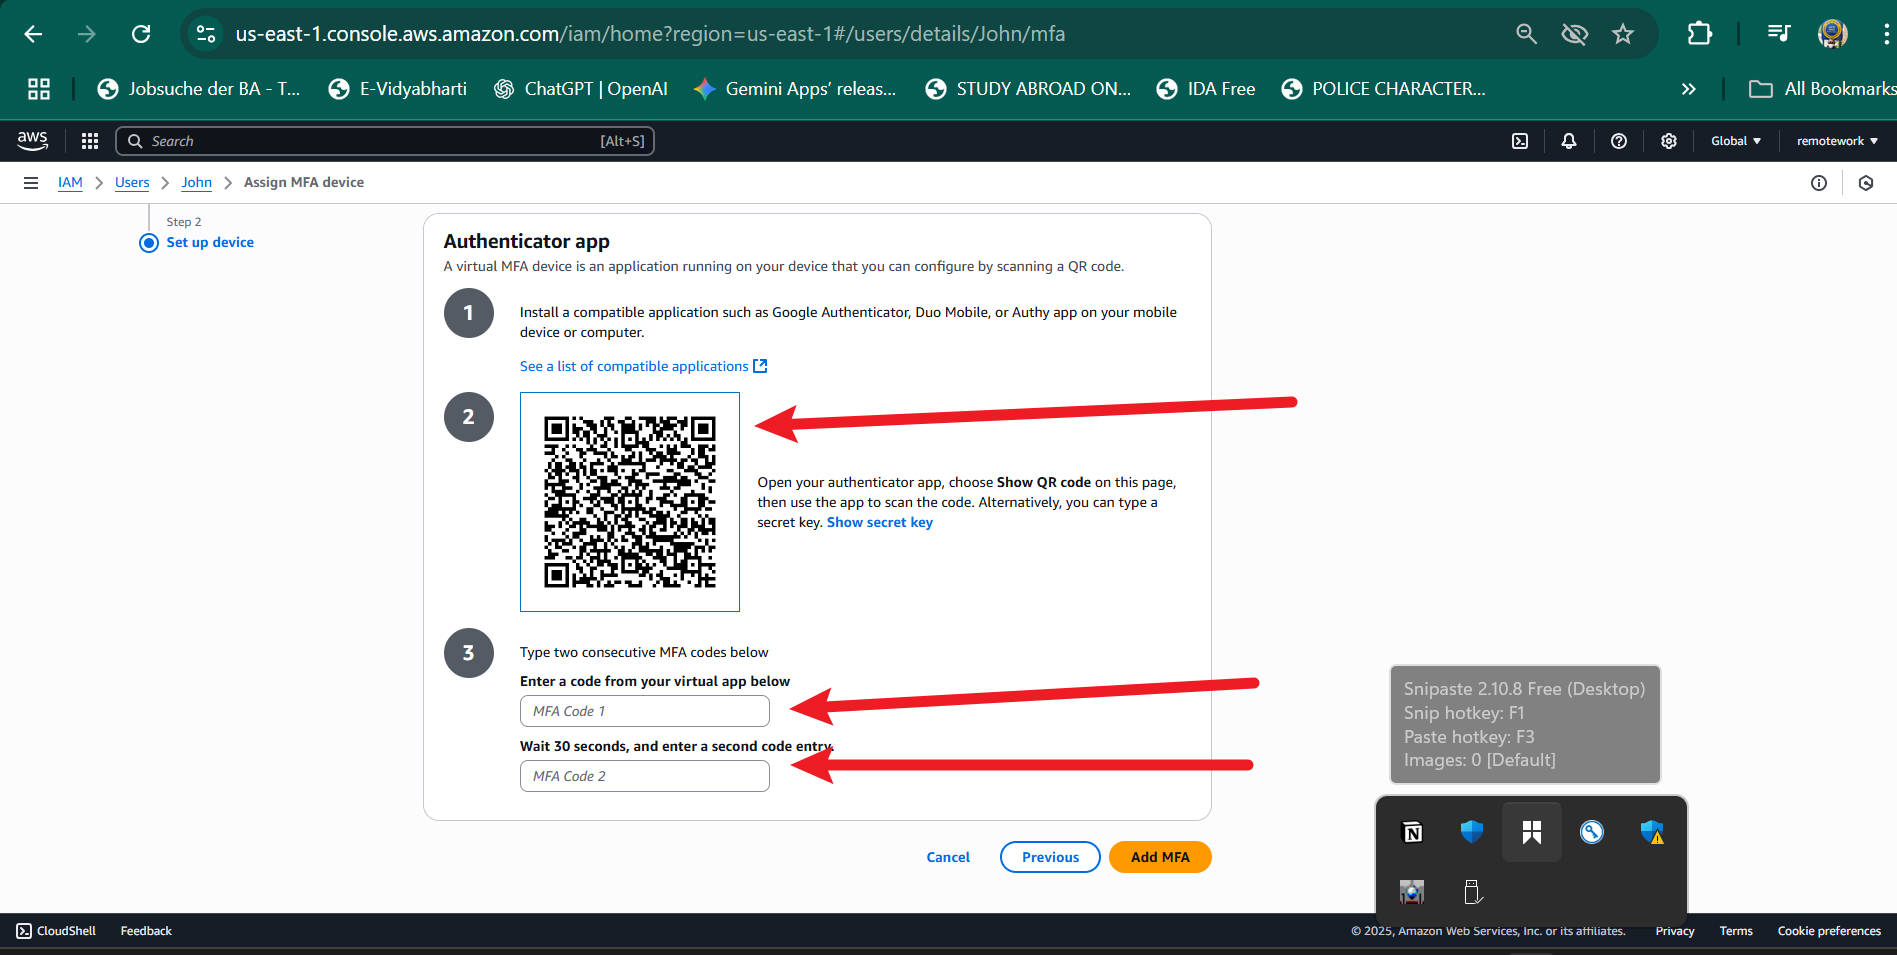 us-east-1.console.aws.amazon.com/iam/home?region=us-east-1#/users/details/John/mfa
Jobsuche der BA - T...
E-Vidyabharti
ChatGPT | OpenAI
Gemini Apps’ releas...
STUDY ABROAD ON...
IDA Free
POLICE CHARACTER...
»
All Bookmarks
aws
Search
[Alt+S]
Global
remotework
IAM > Users > John > Assign MFA device
Step 2
Set up device
Authenticator app
A virtual MFA device is an application running on your device that you can configure by scanning a QR code.
1
Install a compatible application such as Google Authenticator, Duo Mobile, or Authy app on your mobile
device or computer.
See a list of compatible applications
2
Open your authenticator app, choose Show QR code on this page,
then use the app to scan the code. Alternatively, you can type a
secret key. Show secret key
3
Type two consecutive MFA codes below
Enter a code from your virtual app below
MFA Code 1
Wait 30 seconds, and enter a second code entry.
MFA Code 2
Cancel
Previous
Add MFA
Snipaste 2.10.8 Free (Desktop)
Snip hotkey: F1
Paste hotkey: F3
Images: 0 [Default]
CloudShell
Feedback
© 2025, Amazon Web Services, Inc. or its affiliates.
Privacy
Terms
Cookie preferences